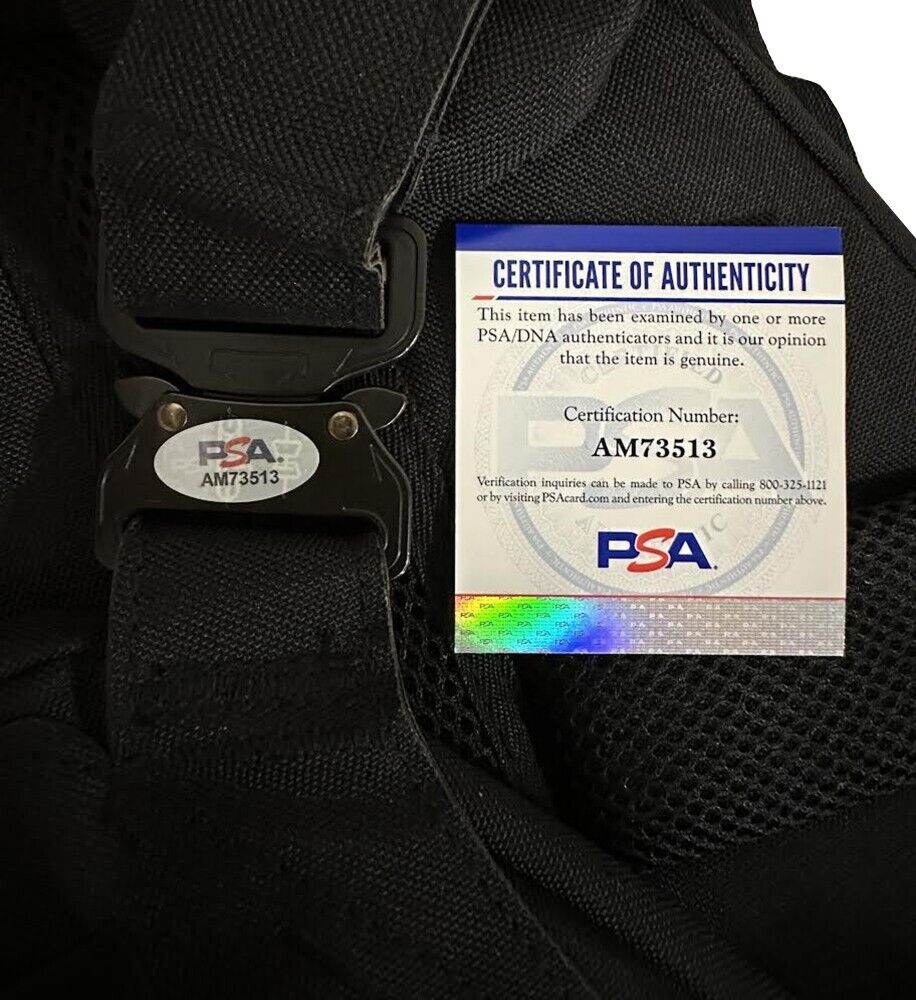 CERTIFICATE OF AUTHENTICITY
This item has been examined by one or more
PSA/DNA authenticators and it is our opinion
that the item is genuine.
Certification Number:
AM73513
Verification inquiries can be made to PSA by calling 800-325-1121
or by visiting PSAcard.com and entering the certification number above.
PSA.
PSA.
AM73513